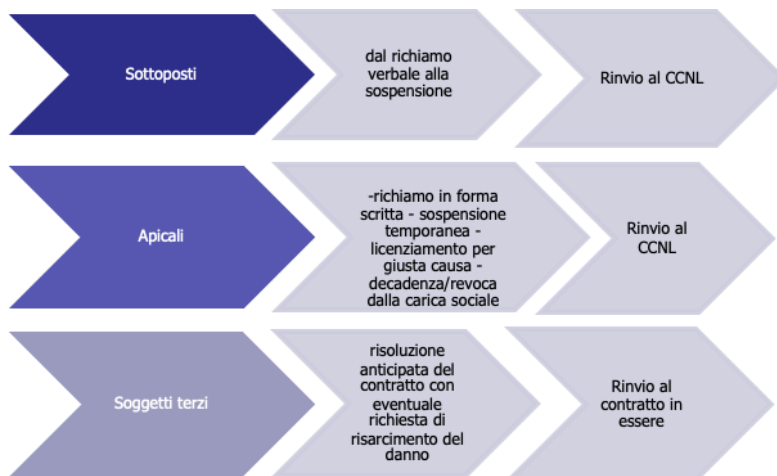 Sottoposti
dal richiamo
verbale alla
sospensione
Rinvio al CCNL
Apicali
-richiamo in forma
scritta - sospensione
temporanea -
licenziamento per
giusta causa -
decadenza/revoca
dalla carica sociale
Rinvio al
CCNL
Soggetti terzi
risoluzione
anticipata del
contratto con
eventuale
richiesta di
risarcimento del
danno
Rinvio al
contratto in
essere